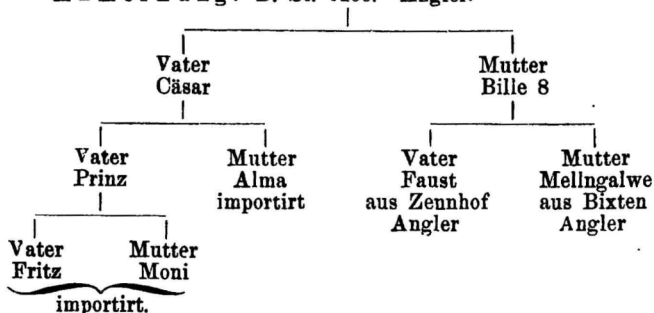 Vater Mutter
Cäsar Bille 8
Vater Mutter Vater Mutter
Prinz Alma Faust Mellngalwe
importirt aus Zennhof aus Bixten
Angler Angler
Vater Mutter
Fritz Moni
importirt.